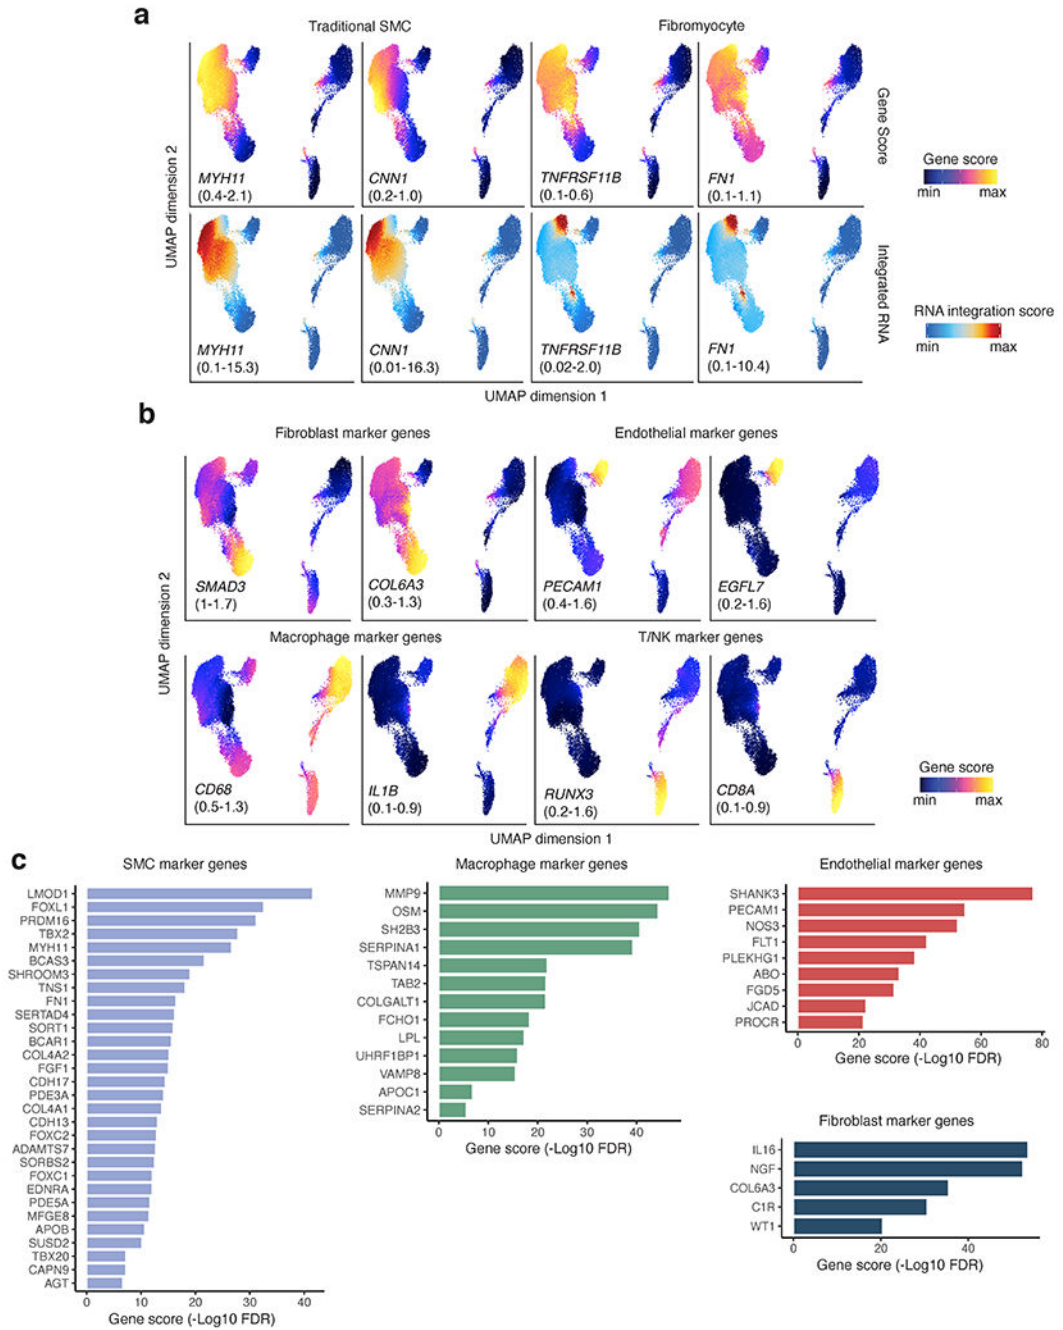 a
Traditional SMC
Fibromyocyte
MYH11
(0.4-2.1)
CNN1
(0.2-1.0)
TNFRSF11B
(0.1-0.6)
FN1
(0.1-1.1)
Gene Score
Gene score
min max
UMAP dimension 2
MYH11
(0.1-15.3)
CNN1
(0.01-16.3)
TNFRSF11B
(0.02-2.0)
FN1
(0.1-10.4)
Integrated RNA
RNA integration score
min max
UMAP dimension 1
b
Fibroblast marker genes
Endothelial marker genes
SMAD3
(1-1.7)
COL6A3
(0.3-1.3)
PECAM1
(0.4-1.6)
EGFL7
(0.2-1.6)
UMAP dimension 2
Macrophage marker genes
T/NK marker genes
CD68
(0.5-1.3)
IL1B
(0.1-0.9)
RUNX3
(0.2-1.6)
CD8A
(0.1-0.9)
Gene score
min max
UMAP dimension 1
c
SMC marker genes
LMOD1
FOXL1
PRDM16
TBX2
MYH11
BCAS3
SHROOM3
TNS1
FN1
SERTAD4
SORT1
BCAR1
COL4A2
FGF1
CDH17
PDE3A
COL4A1
CDH13
FOXC2
ADAMTS7
SORBS2
FOXC1
EDNRA
PDE5A
MFGE8
APOB
SUSD2
TBX20
CAPN9
AGT
0 10 20 30 40
Gene score (-Log10 FDR)
Macrophage marker genes
MMP9
OSM
SH2B3
SERPINA1
TSPAN14
TAB2
COLGALT1
FCHO1
LPL
UHRF1BP1
VAMP8
APOC1
SERPINA2
0 10 20 30 40
Gene score (-Log10 FDR)
Endothelial marker genes
SHANK3
PECAM1
NOS3
FLT1
PLEKHG1
ABO
FGD5
JCAD
PROCR
0 20 40 60 80
Gene score (-Log10 FDR)
Fibroblast marker genes
IL16
NGF
COL6A3
C1R
WT1
0 20 40
Gene score (-Log10 FDR)